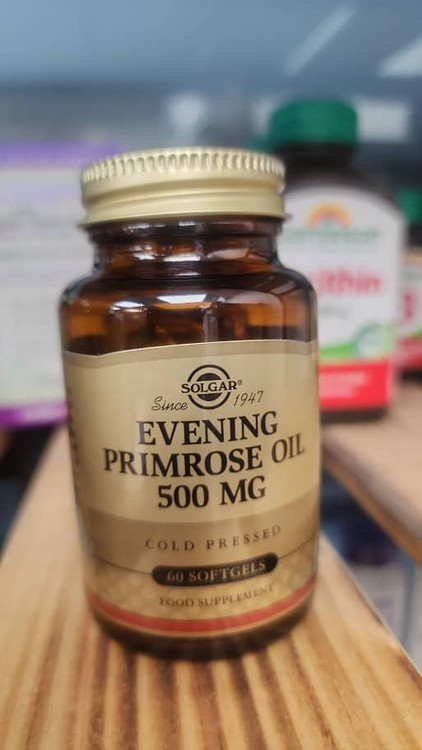 SOLGAR®
Since 1947
EVENING
PRIMROSE OIL
500 MG
COLD PRESSED
60 SOFTGELS
FOOD SUPPLEMENT